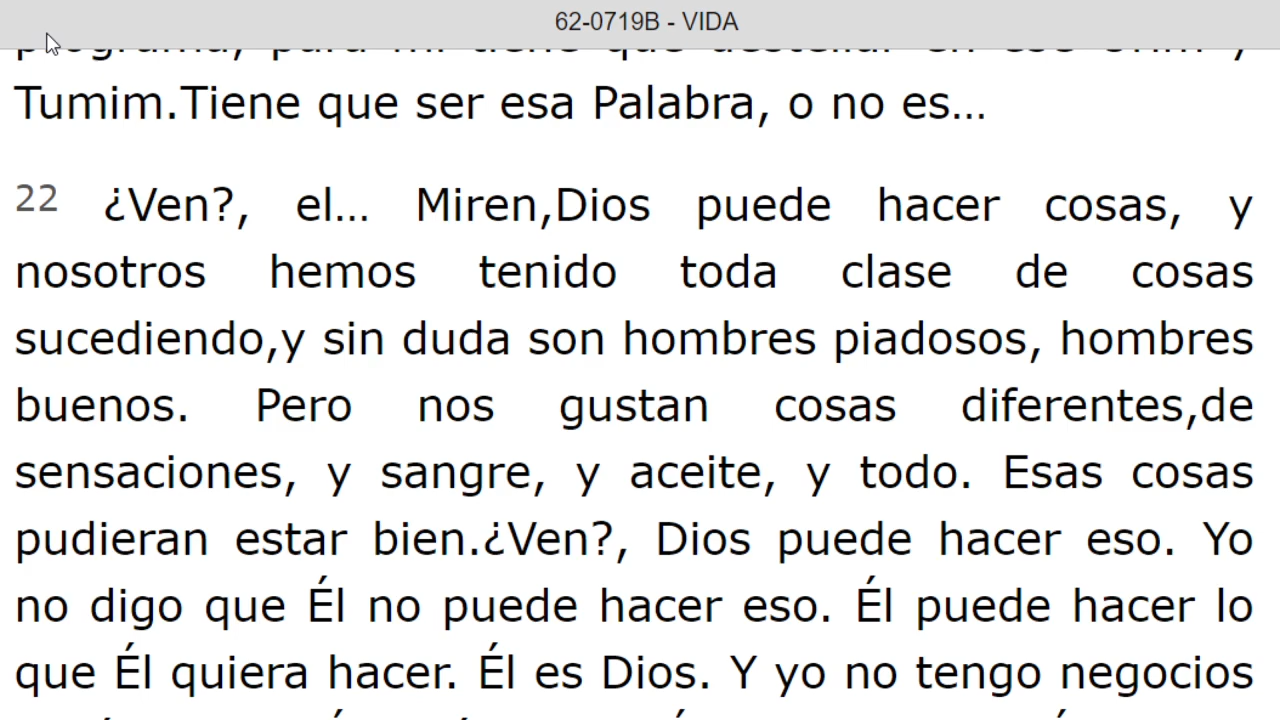 62-0719B - VIDA
Tumim.Tiene que ser esa Palabra, o no es...
22 ¿Ven?, el... Miren,Dios puede hacer cosas, y
nosotros hemos tenido toda clase de cosas
sucediendo,y sin duda son hombres piadosos, hombres
buenos. Pero nos gustan cosas diferentes,de
sensaciones, y sangre, y aceite, y todo. Esas cosas
pudieran estar bien.¿Ven?, Dios puede hacer eso. Yo
no digo que Él no puede hacer eso. Él puede hacer lo
que Él quiera hacer. Él es Dios. Y yo no tengo negocios